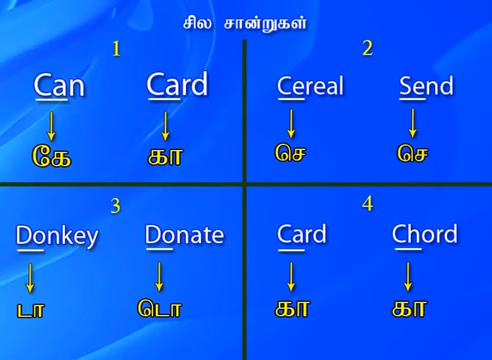 சில சான்றுகள்
1
Can Card
கே கா
2
Cereal Send
செ செ
3
Donkey Donate
டா டொ
4
Card Chord
கா கா